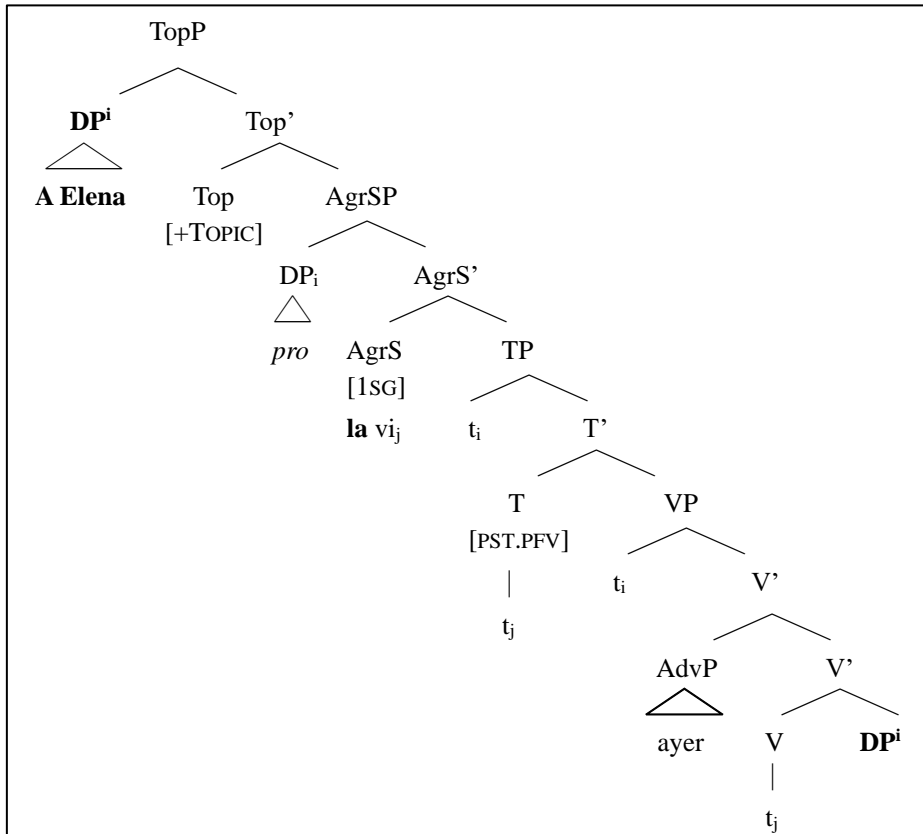 TopP
DPⁱ Top’
A Elena Top AgrSP
[+TOPIC]
DPᵢ AgrS’
pro AgrS TP
[1SG]
la viⱼ tᵢ T’
T VP
[PST.PFV] tᵢ V’
tⱼ
AdvP V’
ayer V DPⁱ
tⱼ